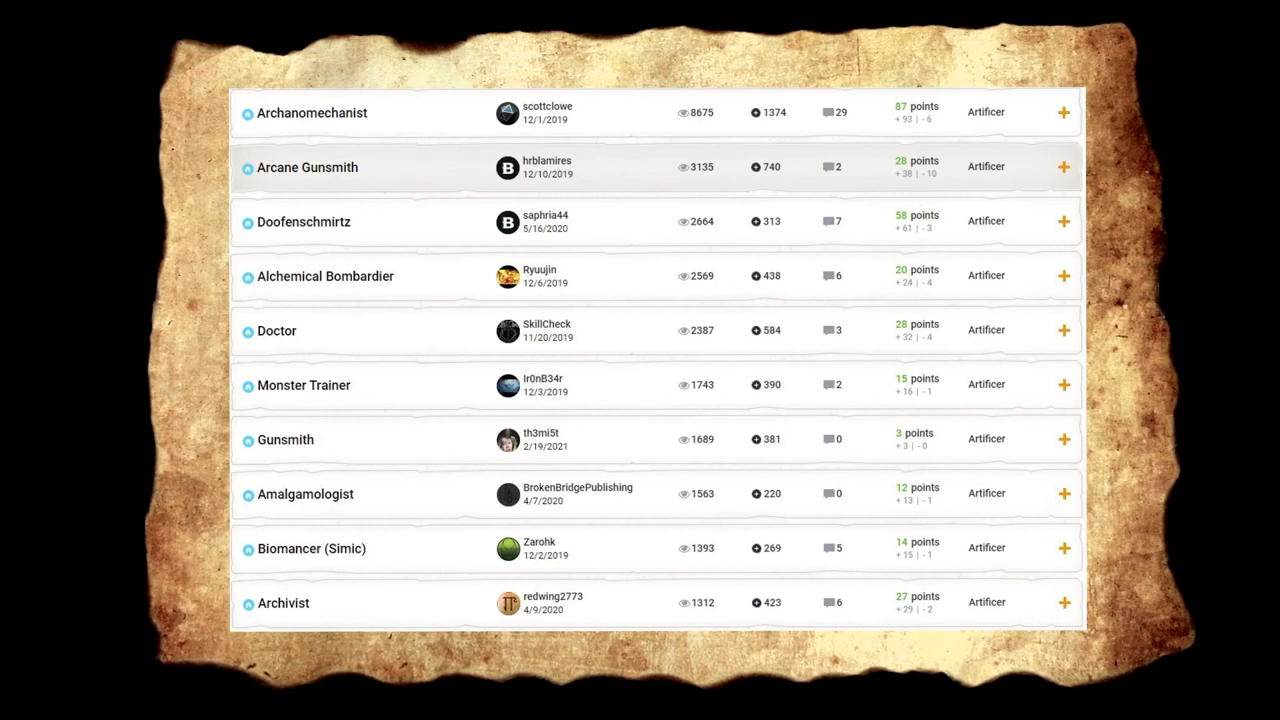 Archanomechanist scottclowe 12/1/2019 8675 1374 29 87 points + 93 | - 6 Artificer
Arcane Gunsmith hrblamires 12/10/2019 3135 740 2 28 points + 38 | - 10 Artificer
Doofenschmirtz saphria44 5/16/2020 2664 313 7 58 points + 61 | - 3 Artificer
Alchemical Bombardier Ryuujin 12/6/2019 2569 438 6 20 points + 24 | - 4 Artificer
Doctor SkillCheck 11/20/2019 2387 584 3 28 points + 32 | - 4 Artificer
Monster Trainer Ir0nB34r 12/3/2019 1743 390 2 15 points + 16 | - 1 Artificer
Gunsmith th3mi5t 2/19/2021 1689 381 0 3 points + 3 | - 0 Artificer
Amalgamologist BrokenBridgePublishing 4/7/2020 1563 220 0 12 points + 13 | - 1 Artificer
Biomancer (Simic) Zarohk 12/2/2019 1393 269 5 14 points + 15 | - 1 Artificer
Archivist redwing2773 4/9/2020 1312 423 6 27 points + 29 | - 2 Artificer